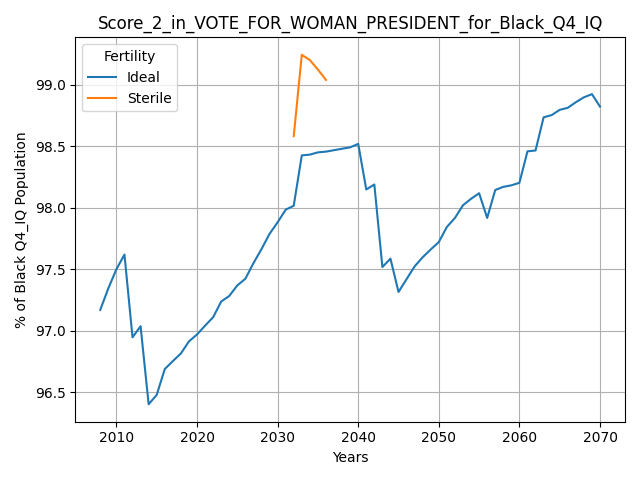 Score_2_in_VOTE_FOR_WOMAN_PRESIDENT_for_Black_Q4_IQ
Fertility
Ideal
Sterile
% of Black Q4_IQ Population
99.0
98.5
98.0
97.5
97.0
96.5
2010 2020 2030 2040 2050 2060 2070
Years